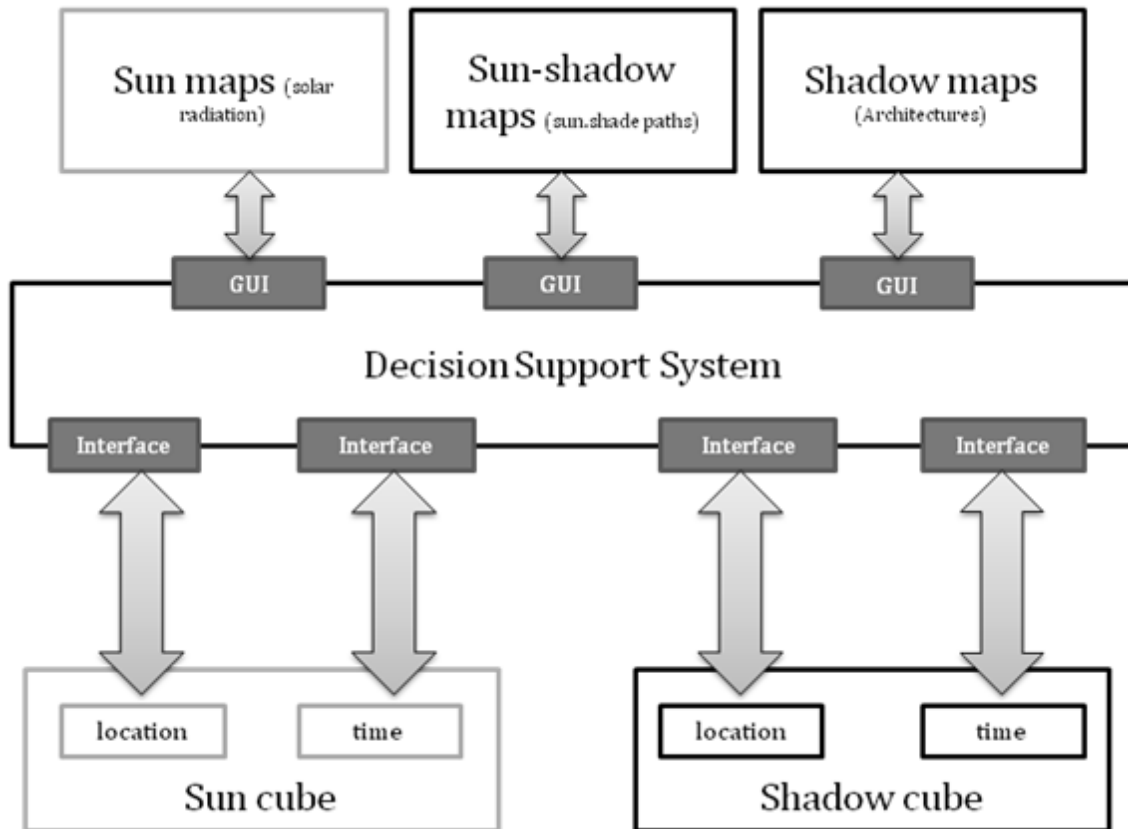 Sun maps (solar
radiation)
Sun-shadow
maps (sun.shade paths)
Shadow maps
(Architectures)
GUI
GUI
GUI
Decision Support System
Interface
Interface
Interface
Interface
location
time
location
time
Sun cube
Shadow cube